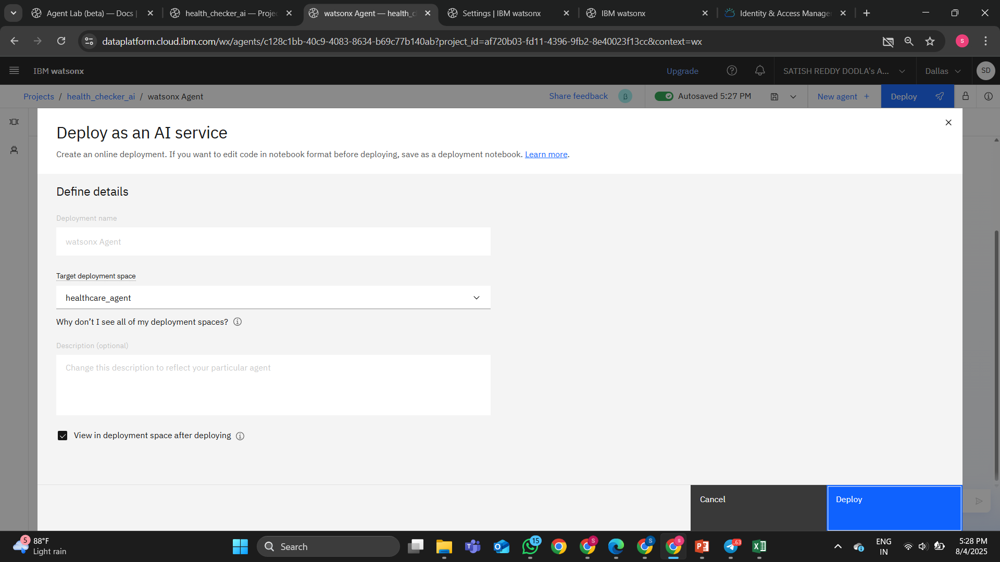 Agent Lab (beta) — Docs |
health_checker_ai — Projec
watsonx Agent — health_c
Settings | IBM watsonx
IBM watsonx
Identity & Access Manage
dataplatform.cloud.ibm.com/wx/agents/c128c1bb-40c9-4083-8634-b69c77b140ab?project_id=af720b03-fd11-4396-9fb2-8e40023f13cc&context=wx
S
IBM watsonx
Upgrade
SATISH REDDY DODLA's A...
Dallas
SD
Projects / health_checker_ai / watsonx Agent
Share feedback
β
Autosaved 5:27 PM
New agent +
Deploy
Deploy as an AI service
Create an online deployment. If you want to edit code in notebook format before deploying, save as a deployment notebook. Learn more.
Define details
Deployment name
watsonx Agent
Target deployment space
healthcare_agent
Why don’t I see all of my deployment spaces?
Description (optional)
Change this description to reflect your particular agent
View in deployment space after deploying
Cancel
Deploy
5
88°F
Light rain
Search
15
S
S
S
.63
ENG
IN
5:28 PM
8/4/2025